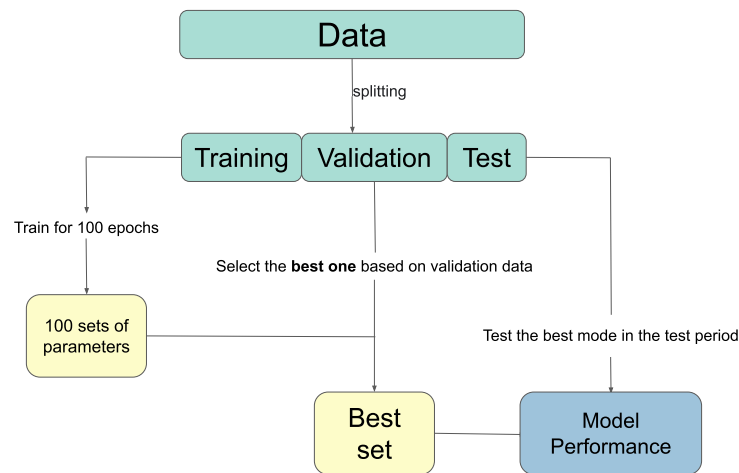 Data
splitting
Training
Validation
Test
Train for 100 epochs
Select the best one based on validation data
100 sets of
parameters
Test the best mode in the test period
Best
set
Model
Performance